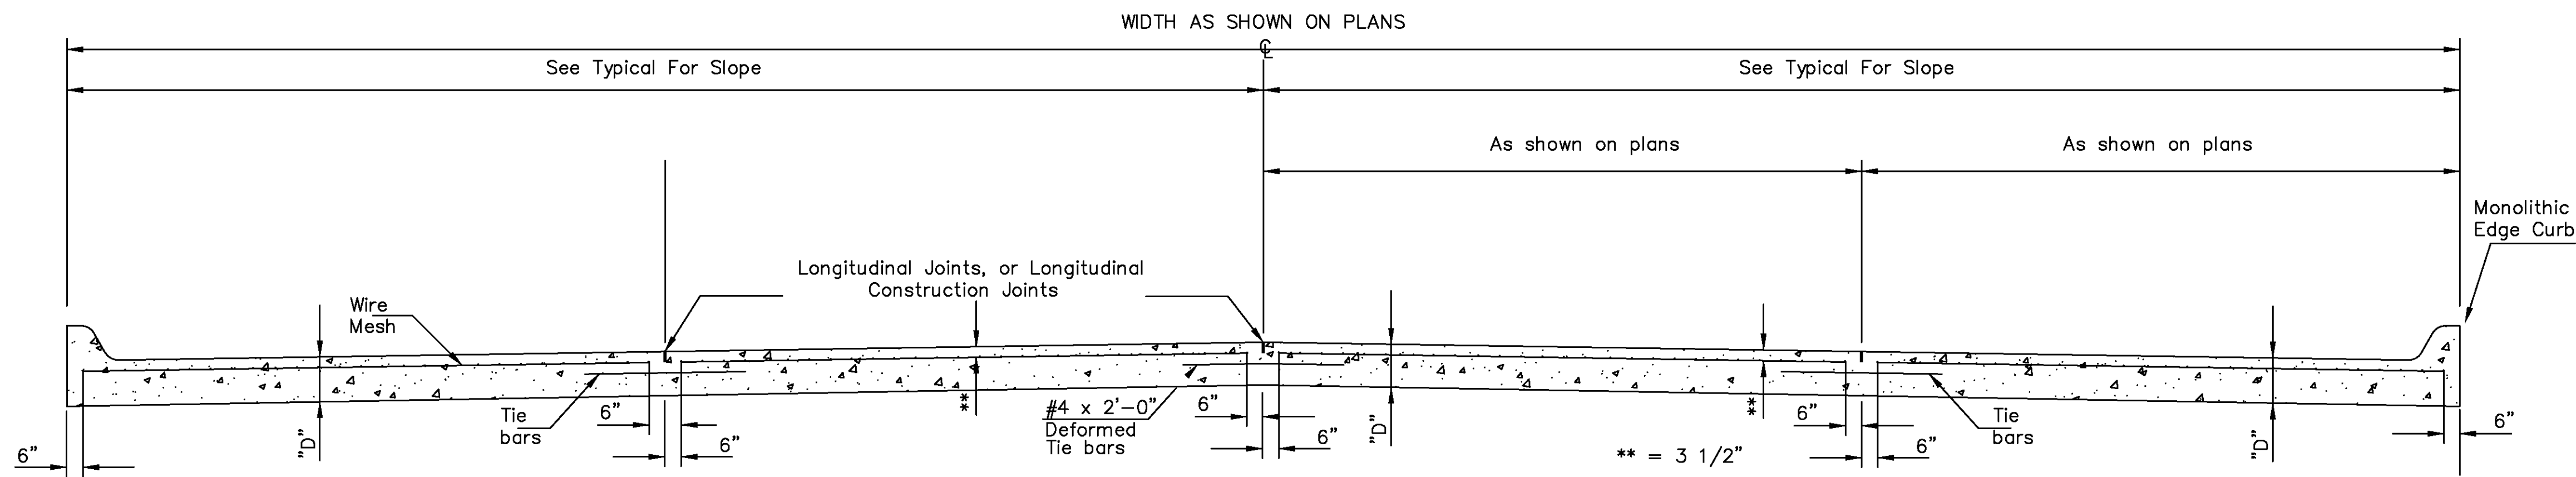 WIDTH AS SHOWN ON PLANS
℄
See Typical For Slope
See Typical For Slope
As shown on plans
As shown on plans
Monolithic
Edge Curb
Longitudinal Joints, or Longitudinal
Construction Joints
Wire
Mesh
Tie
bars
#4 x 2'-0"
Deformed
Tie bars
Tie
bars
6"
"D"
6"
6"
**
6"
6"
"D"
** = 3 1/2"
**
6"
6"
"D"
6"